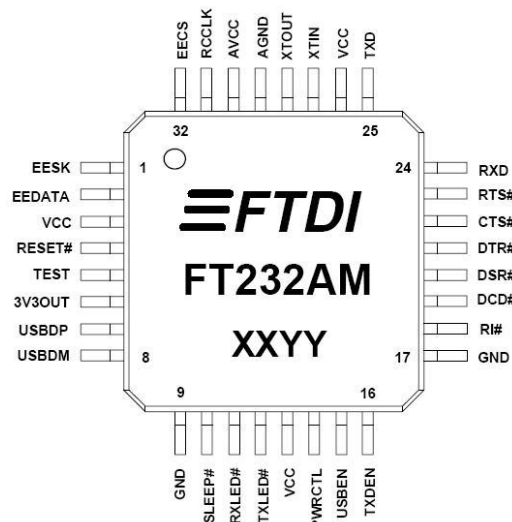 EECS RCCLK AVCC AGND XTOUT XTIN VCC TXD
32 25
EESK 1 24 RXD
EEDATA RTS#
VCC CTS#
RESET# DTR#
TEST DSR#
3V3OUT DCD#
USBDP RI#
USBDM 8 17 GND
FTDI
FT232AM
XXYY
9 16
GND SLEEP# RXLED# TXLED# VCC PWRCTL USBEN TXDEN